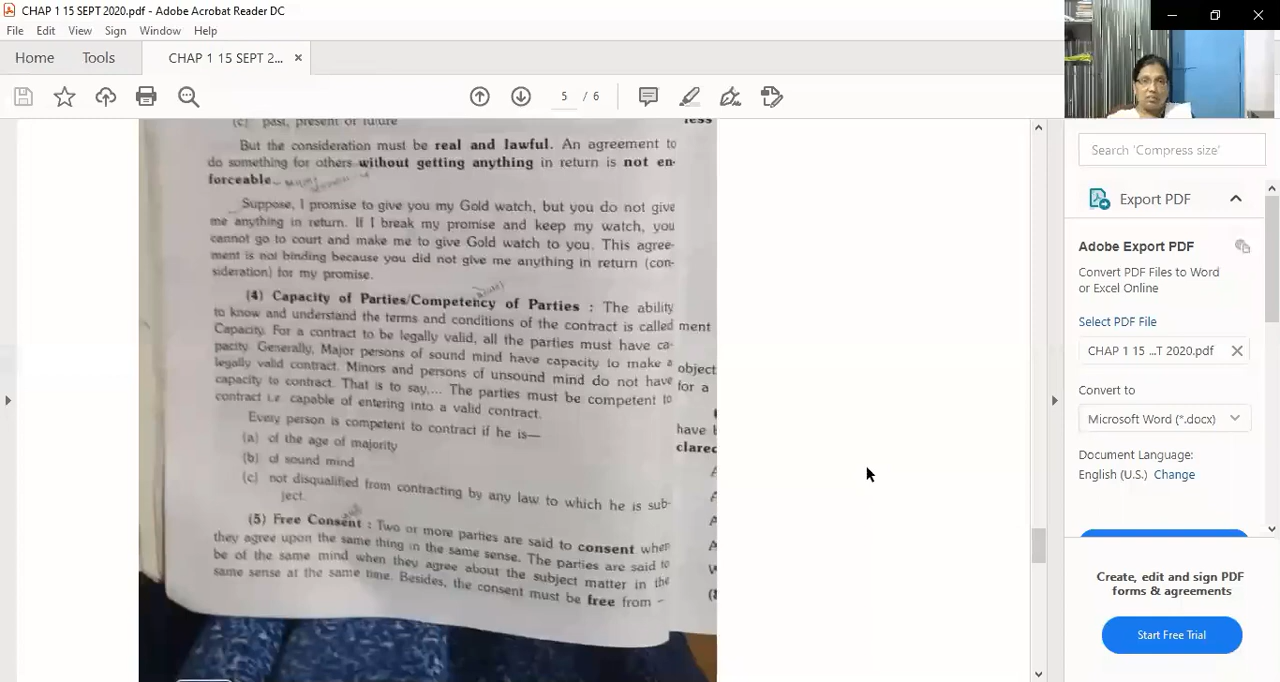 CHAP 1 15 SEPT 2020.pdf - Adobe Acrobat Reader DC
File Edit View Sign Window Help
Home Tools CHAP 1 15 SEPT 2... ×
5 / 6
(c) past, present or future
less
But the consideration must be real and lawful. An agreement to
do something for others without getting anything in return is not en-
forceable.
Suppose, I promise to give you my Gold watch, but you do not give
me anything in return. If I break my promise and keep my watch, you
cannot go to court and make me to give Gold watch to you. This agree-
ment is not binding because you did not give me anything in return (con-
sideration) for my promise.
(4) Capacity of Parties/Competency of Parties : The ability
to know and understand the terms and conditions of the contract is called
Capacity. For a contract to be legally valid, all the parties must have ca-
pacity. Generally, Major persons of sound mind have capacity to make a
legally valid contract. Minors and persons of unsound mind do not have
capacity to contract. That is to say,... The parties must be competent to
contract i.e capable of entering into a valid contract.
Every person is competent to contract if he is—
(a) of the age of majority
(b) of sound mind
(c) not disqualified from contracting by any law to which he is sub-
ject.
(5) Free Consent : Two or more parties are said to consent when
they agree upon the same thing in the same sense. The parties are said to
be of the same mind when they agree about the subject matter in the
same sense at the same time. Besides, the consent must be free from -
ment
object
for a
have
clared
Search 'Compress size'
Export PDF
Adobe Export PDF
Convert PDF Files to Word
or Excel Online
Select PDF File
CHAP 1 15 ...T 2020.pdf
Convert to
Microsoft Word (*.docx)
Document Language:
English (U.S.) Change
Create, edit and sign PDF
forms & agreements
Start Free Trial